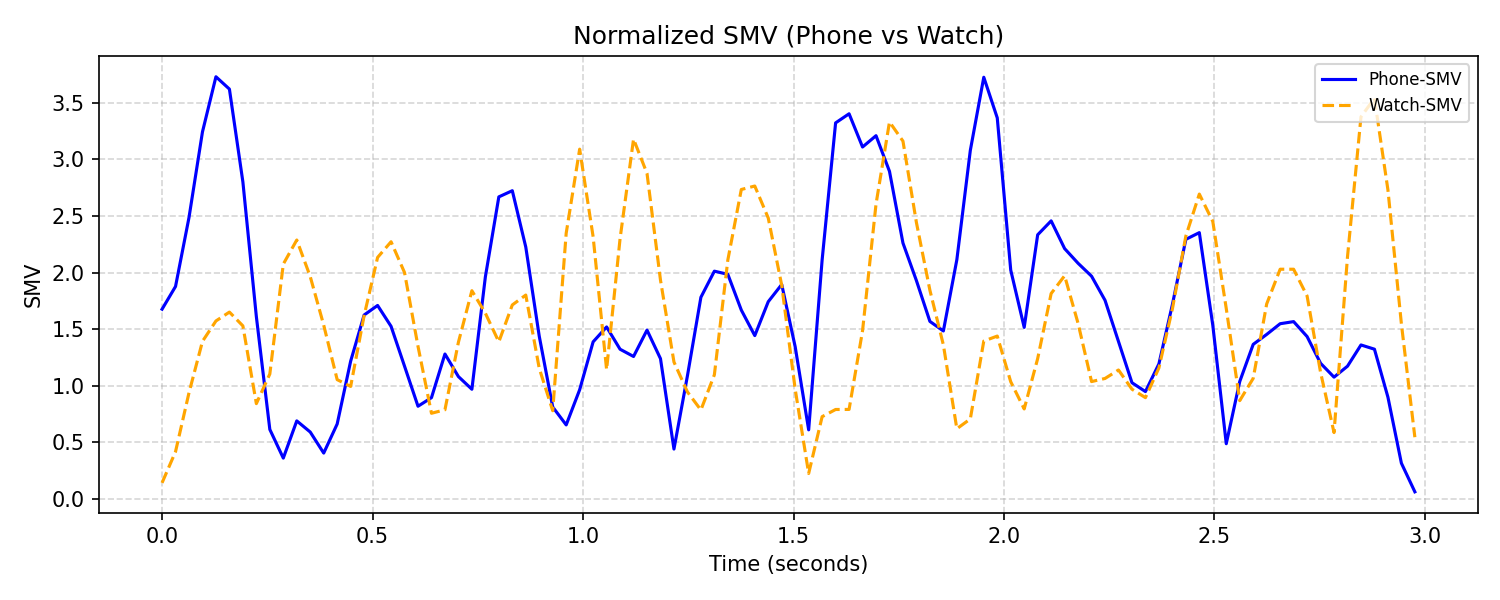 Normalized SMV (Phone vs Watch)
Phone-SMV
Watch-SMV
SMV
3.5
3.0
2.5
2.0
1.5
1.0
0.5
0.0
0.0 0.5 1.0 1.5 2.0 2.5 3.0
Time (seconds)